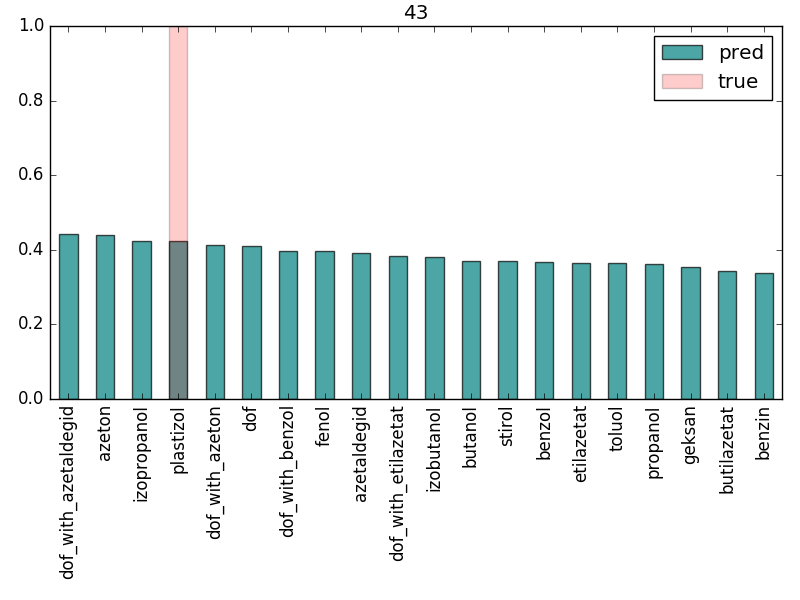 43
pred
true
1.0
0.8
0.6
0.4
0.2
0.0
dof_with_azetaldegid
azeton
izopropanol
plastizol
dof_with_azeton
dof
dof_with_benzol
fenol
azetaldegid
dof_with_etilazetat
izobutanol
butanol
stirol
benzol
etilazetat
toluol
propanol
geksan
butilazetat
benzin